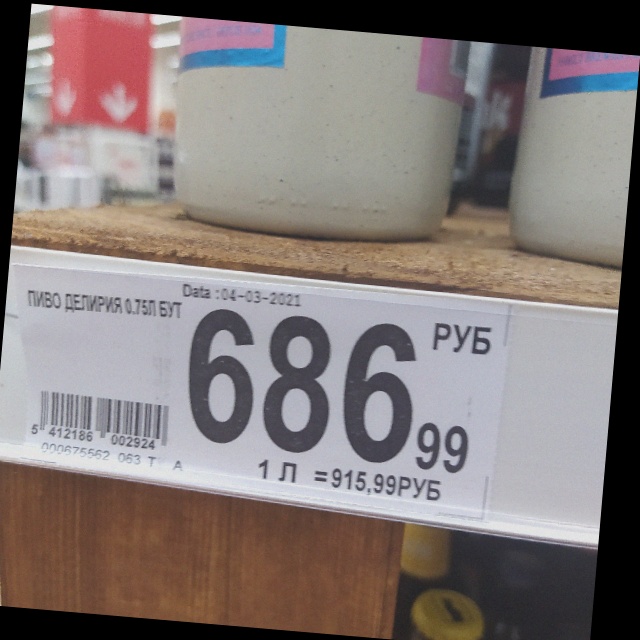 ПИВО ДЕЛИРИЯ 0.75Л БУТ
Data :04-03-2021
686 99 РУБ
5 412186 002924
000675562 063 Т А
1 Л =915,99РУБ